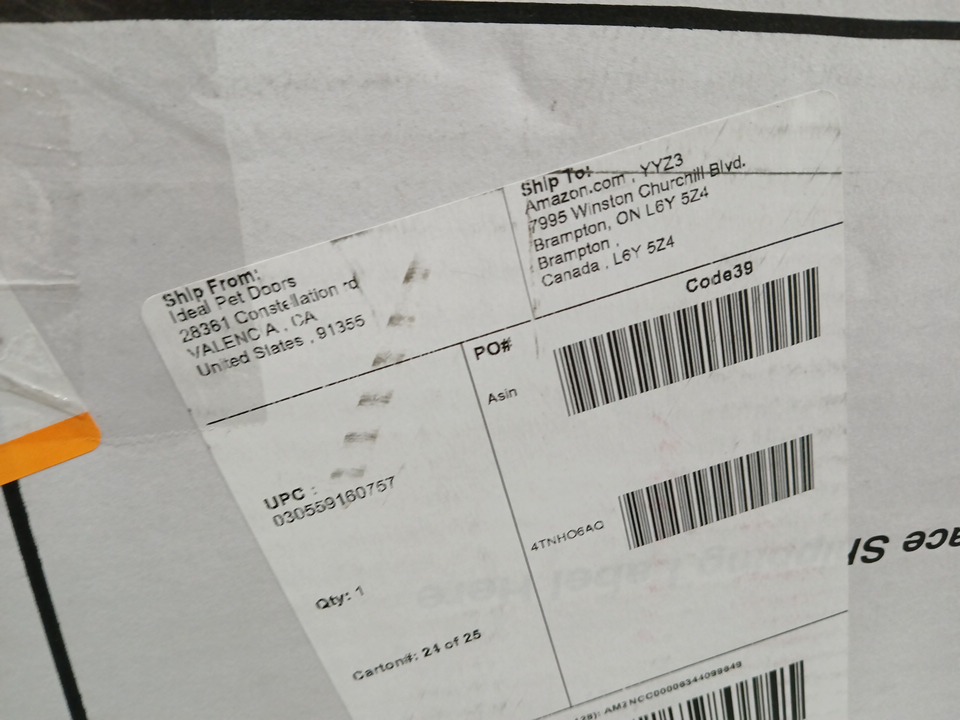 Ship From:
Ideal Pet Doors
28361 Constellation rd
VALENCIA , CA
United States , 91355
Ship To:
Amazon.com , YYZ3
7995 Winston Churchill Blvd.
Brampton, ON L6Y 5Z4
Brampton ,
Canada , L6Y 5Z4
Code39
PO#
Asin
UPC :
030559160757
4TNHO6AO
Qty: 1
Carton#: 24 of 25